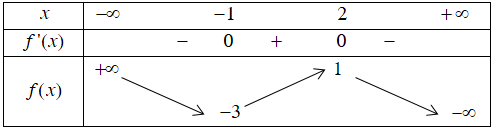 x −∞ −1 2 +∞
f'(x) − 0 + 0 −
+∞ 1
f(x)
−3 −∞